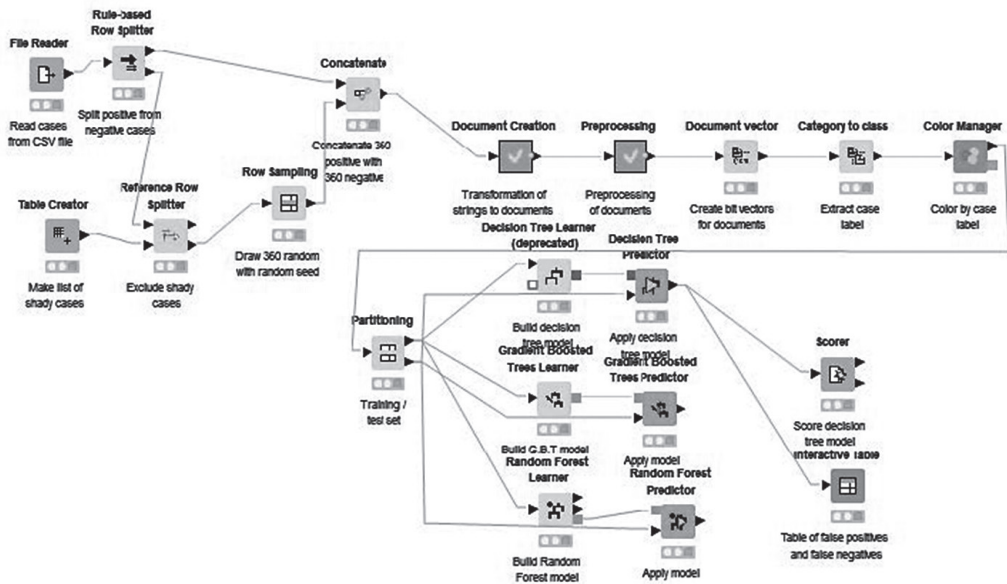 File Reader
Read cases
from CSV file
Rule-based
Row Splitter
Split positive from
negative cases
Table Creator
Make list of
shady cases
Reference Row
Splitter
Exclude shady
cases
Row Sampling
Draw 360 random
with random seed
Concatenate
Concatenate 360
positive with
360 negative
Document Creation
Transformation of
strings to documents
Preprocessing
Preprocessing
of documents
Document vector
Create bit vectors
for documents
Category to class
Extract case
label
Color Manager
Color by case
label
Partitioning
Training /
test set
Decision Tree Learner
(deprecated)
Build decision
tree model
Decision Tree
Predictor
Apply decision
tree model
Gradient Boosted
Trees Learner
Build G.B.T model
Gradient Boosted
Trees Predictor
Apply model
Random Forest
Learner
Build Random
Forest model
Random Forest
Predictor
Apply model
Scorer
Score decision
tree model
Interactive Table
Table of false positives
and false negatives